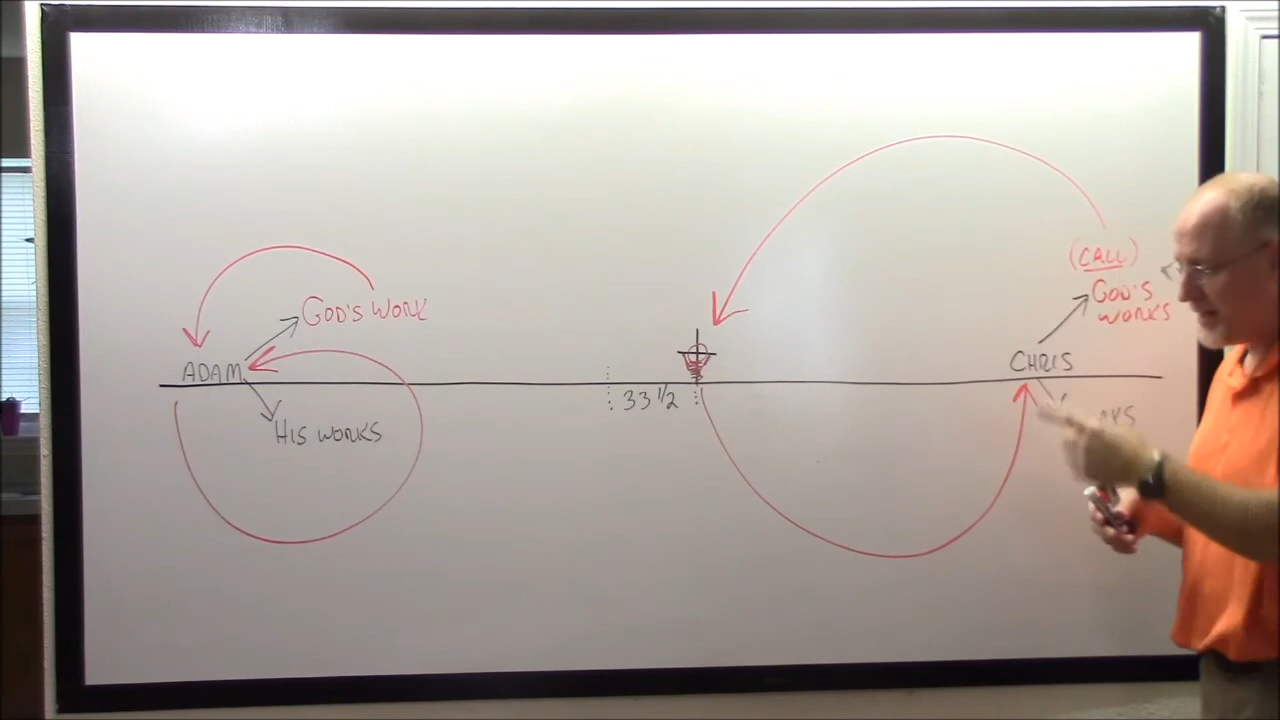 (CALL)
GOD'S
WORKS
GOD'S WORK
CHRIS
ADAM
33 1/2
HIS WORKS